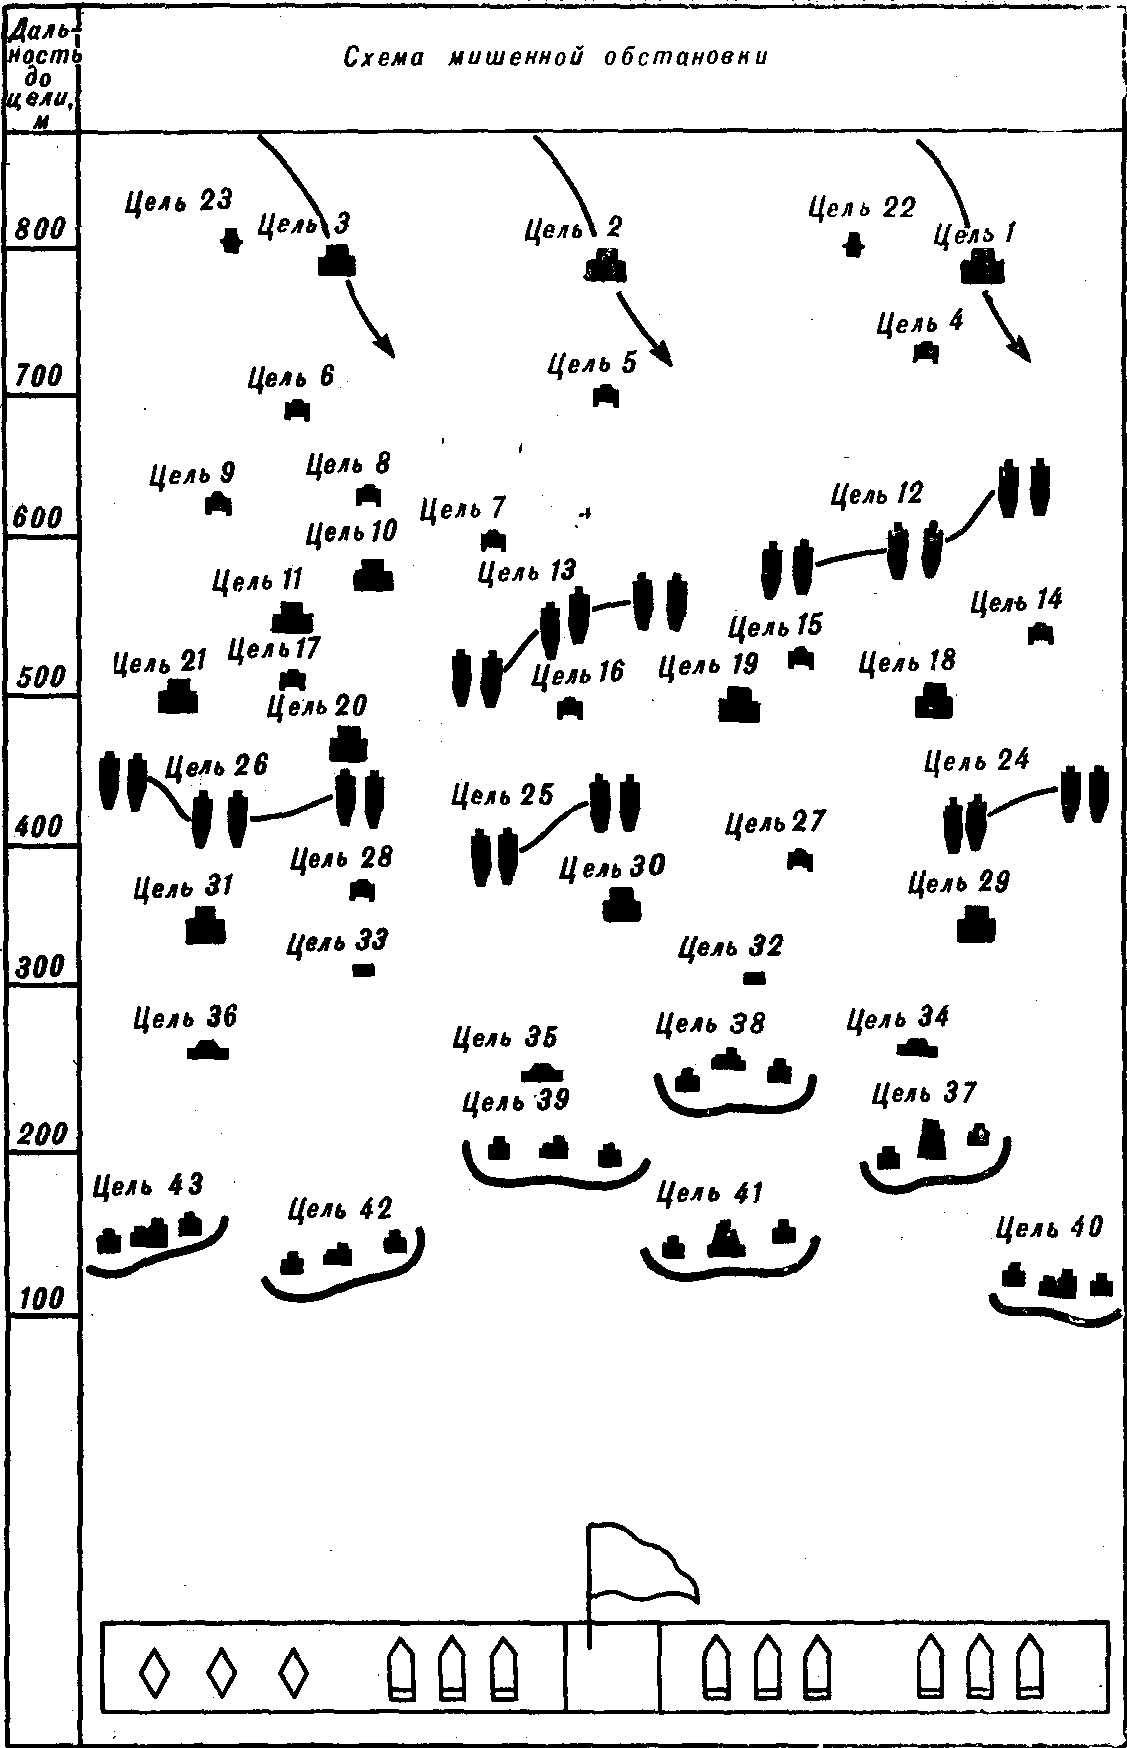 Даль-
ность
до
цели,
м
Схема мишенной обстановки
Цель 23
Цель 3
Цель 2
Цель 22
Цель 1
800
Цель 4
700
Цель 6
Цель 5
Цель 9
Цель 8
Цель 7
Цель 12
600
Цель 10
Цель 11
Цель 13
Цель 14
Цель 15
Цель 21
Цель 17
Цель 16
Цель 19
Цель 18
500
Цель 20
Цель 26
Цель 25
Цель 24
Цель 27
400
Цель 31
Цель 28
Цель 30
Цель 29
Цель 33
Цель 32
300
Цель 36
Цель 35
Цель 38
Цель 34
Цель 39
Цель 37
200
Цель 43
Цель 42
Цель 41
Цель 40
100